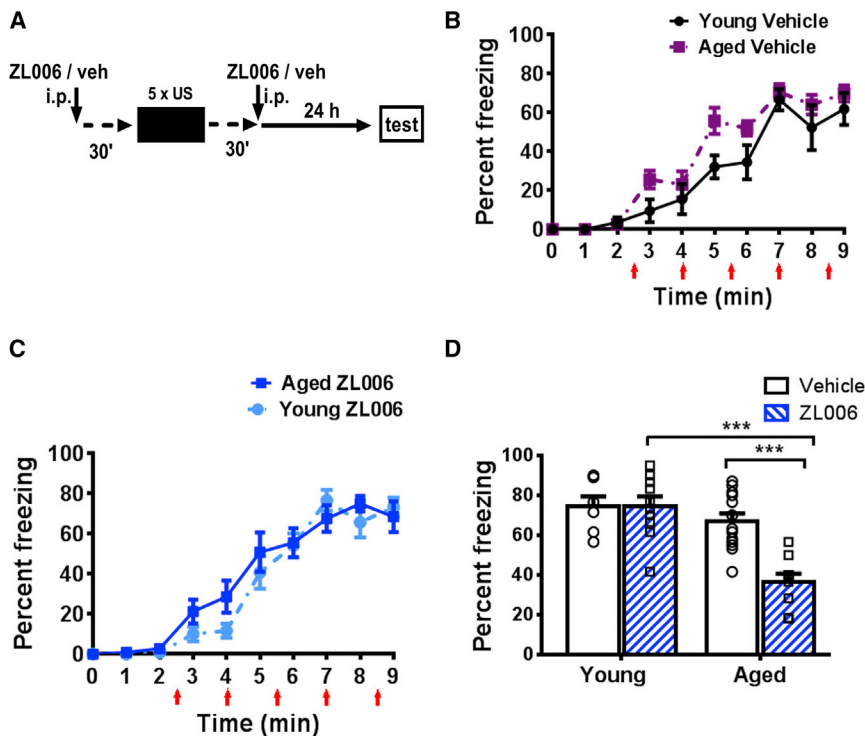 A
ZL006 / veh
i.p.
5 x US
ZL006 / veh
i.p.
24 h
test
30'
30'
B
Young Vehicle
Aged Vehicle
Percent freezing
100
80
60
40
20
0
0 1 2 3 4 5 6 7 8 9
Time (min)
C
Aged ZL006
Young ZL006
Percent freezing
100
80
60
40
20
0
0 1 2 3 4 5 6 7 8 9
Time (min)
D
Vehicle
ZL006
***
***
Percent freezing
100
80
60
40
20
0
Young Aged